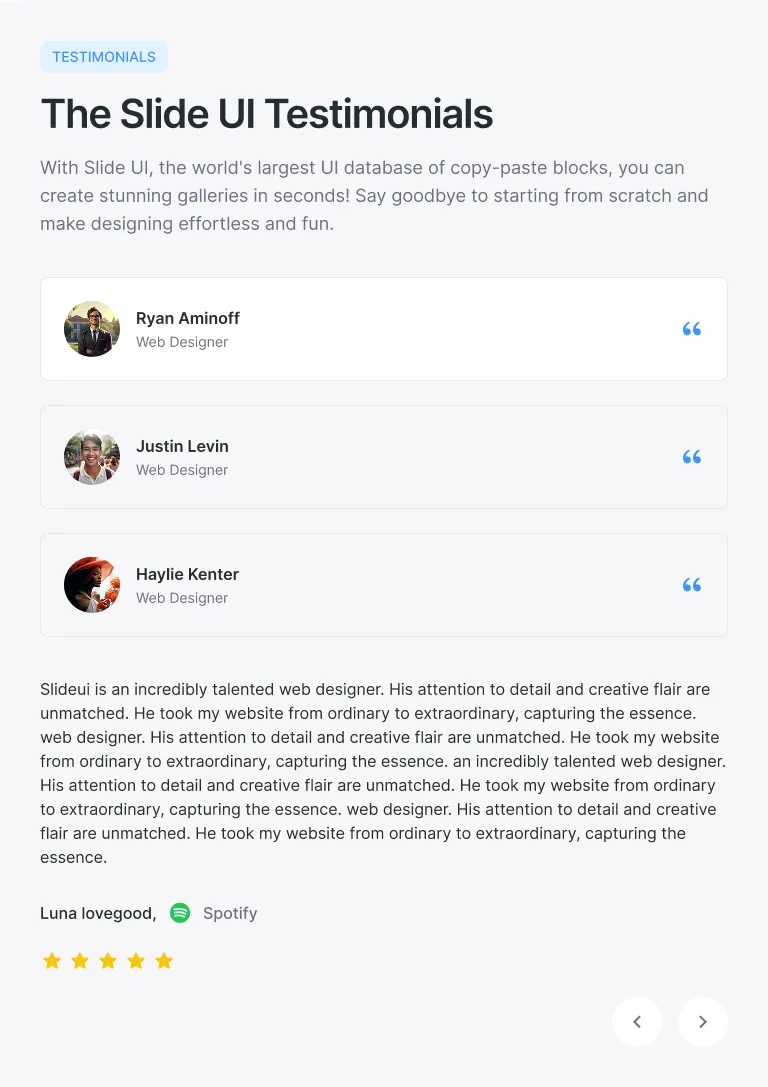 TESTIMONIALS
The Slide UI Testimonials
With Slide UI, the world's largest UI database of copy-paste blocks, you can
create stunning galleries in seconds! Say goodbye to starting from scratch and
make designing effortless and fun.
Ryan Aminoff
Web Designer
Justin Levin
Web Designer
Haylie Kenter
Web Designer
Slideui is an incredibly talented web designer. His attention to detail and creative flair are
unmatched. He took my website from ordinary to extraordinary, capturing the essence.
web designer. His attention to detail and creative flair are unmatched. He took my website
from ordinary to extraordinary, capturing the essence. an incredibly talented web designer.
His attention to detail and creative flair are unmatched. He took my website from ordinary
to extraordinary, capturing the essence. web designer. His attention to detail and creative
flair are unmatched. He took my website from ordinary to extraordinary, capturing the
essence.
Luna lovegood, Spotify